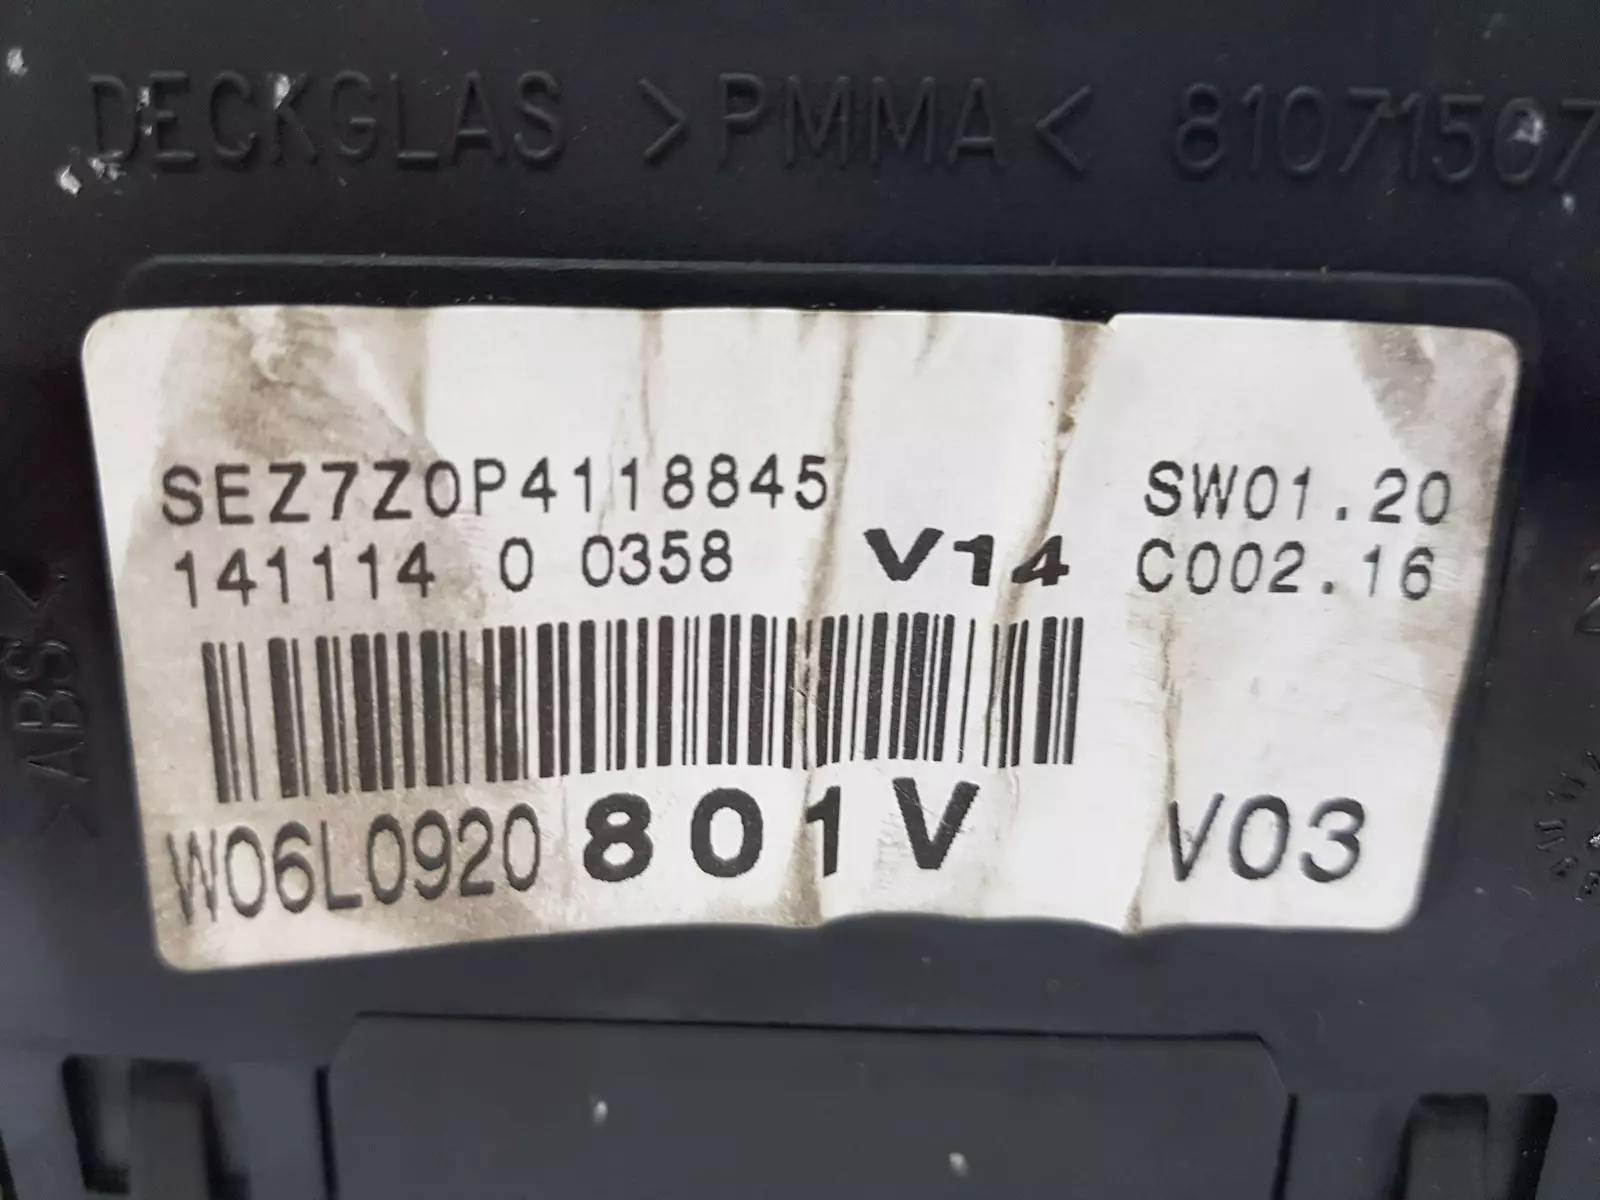 DECKGLAS >PMMA< 81071507
SEZ7Z0P4118845 SW01.20
141114 0 0358 V14 C002.16
W06L0920 801V V03
>ABS<